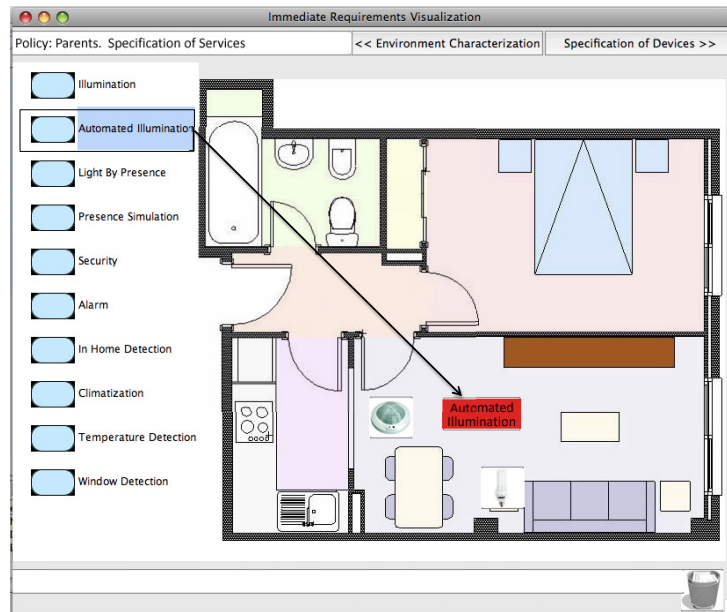 Immediate Requirements Visualization
Policy: Parents. Specification of Services
<< Environment Characterization
Specification of Devices >>
Illumination
Automated Illumination
Light By Presence
Presence Simulation
Security
Alarm
In Home Detection
Climatization
Temperature Detection
Window Detection
Automated
Illumination